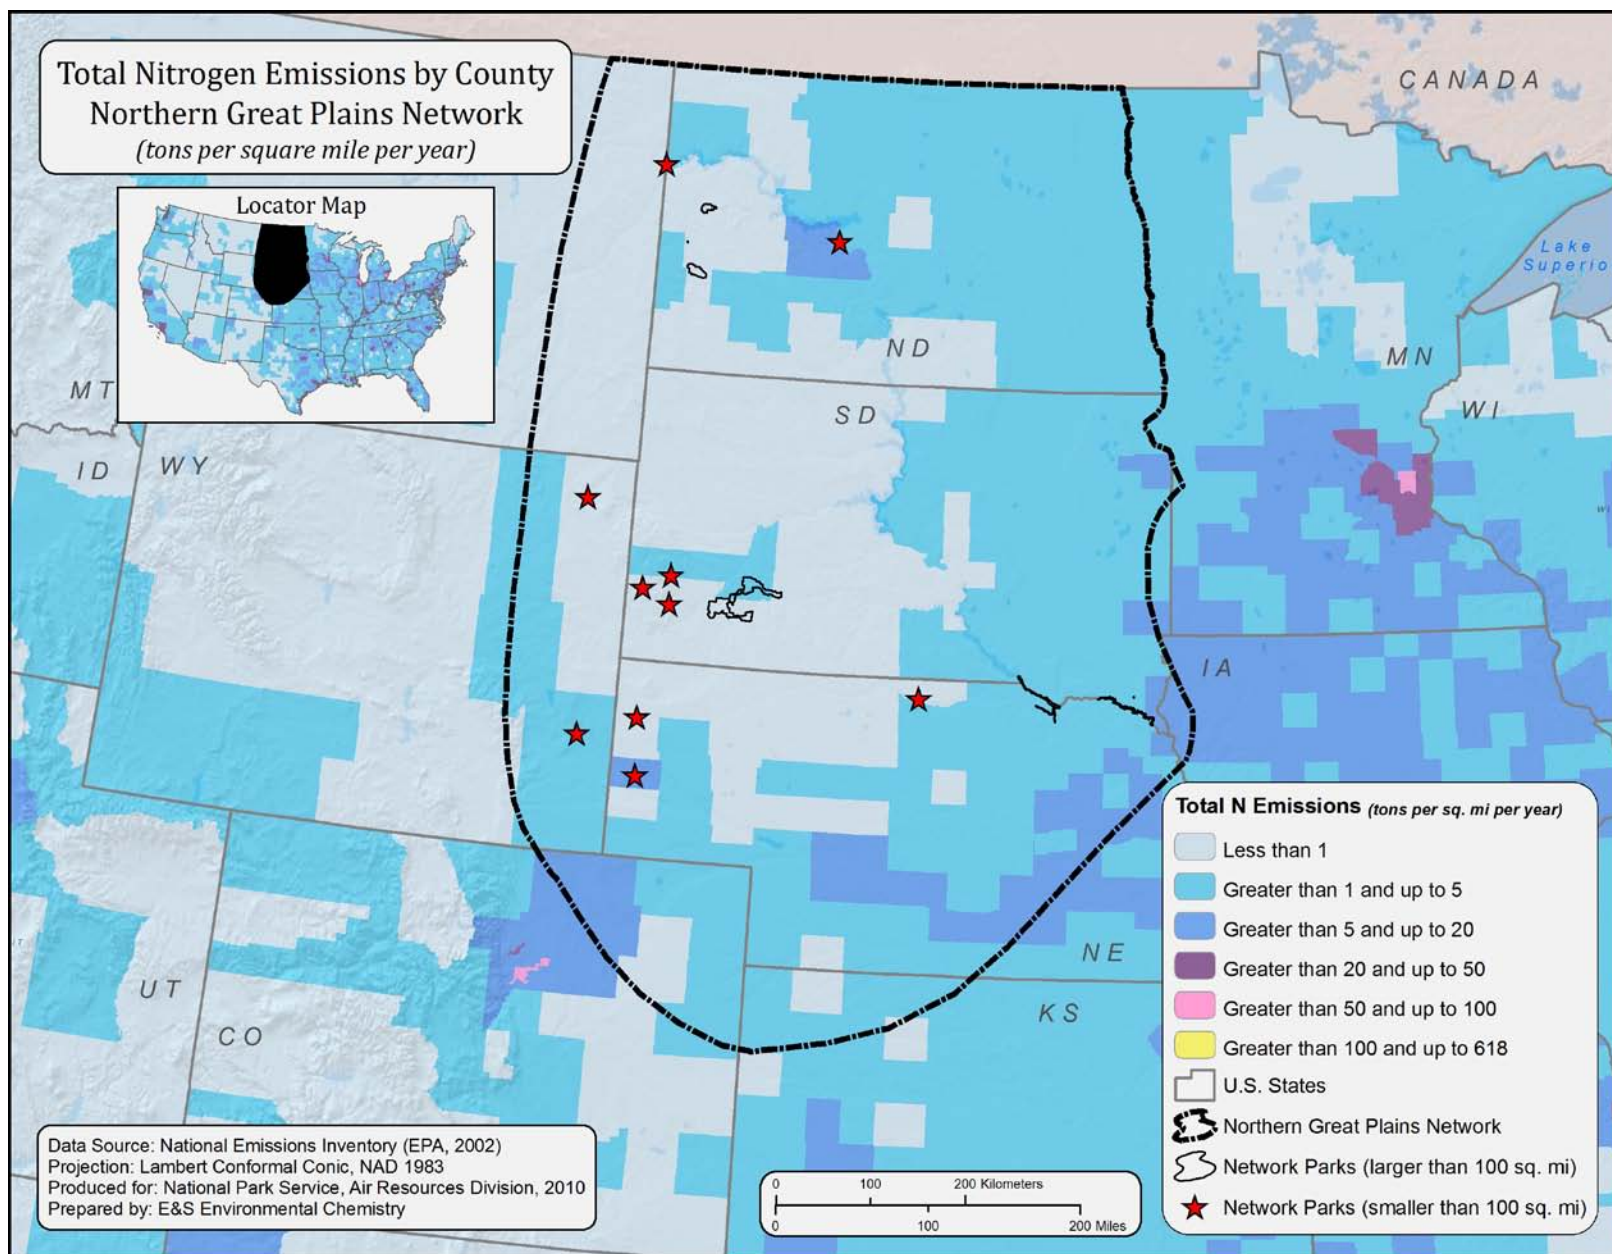 Total Nitrogen Emissions by County
Northern Great Plains Network
(tons per square mile per year)
Locator Map
CANADA
Lake
Superio
MT
ND
MN
WI
SD
ID
WY
IA
NE
UT
CO
KS
Total N Emissions (tons per sq. mi per year)
Less than 1
Greater than 1 and up to 5
Greater than 5 and up to 20
Greater than 20 and up to 50
Greater than 50 and up to 100
Greater than 100 and up to 618
U.S. States
Northern Great Plains Network
Network Parks (larger than 100 sq. mi)
Network Parks (smaller than 100 sq. mi)
Data Source: National Emissions Inventory (EPA, 2002)
Projection: Lambert Conformal Conic, NAD 1983
Produced for: National Park Service, Air Resources Division, 2010
Prepared by: E&S Environmental Chemistry
0 100 200 Kilometers
0 100 200 Miles